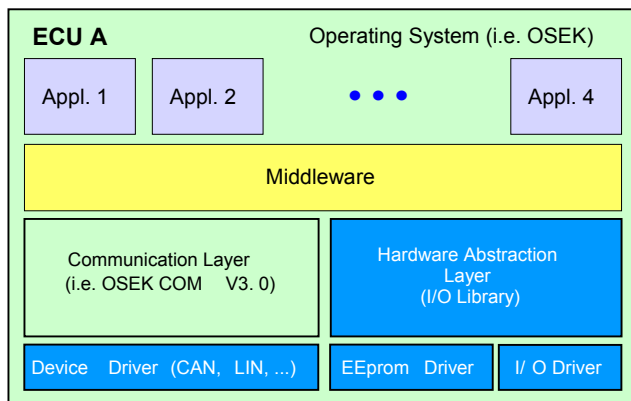 ECU A
Operating System (i.e. OSEK)
Appl. 1
Appl. 2
• • •
Appl. 4
Middleware
Communication Layer
(i.e. OSEK COM V3. 0)
Hardware Abstraction
Layer
(I/O Library)
Device Driver (CAN, LIN, ...)
EEprom Driver
I/ O Driver